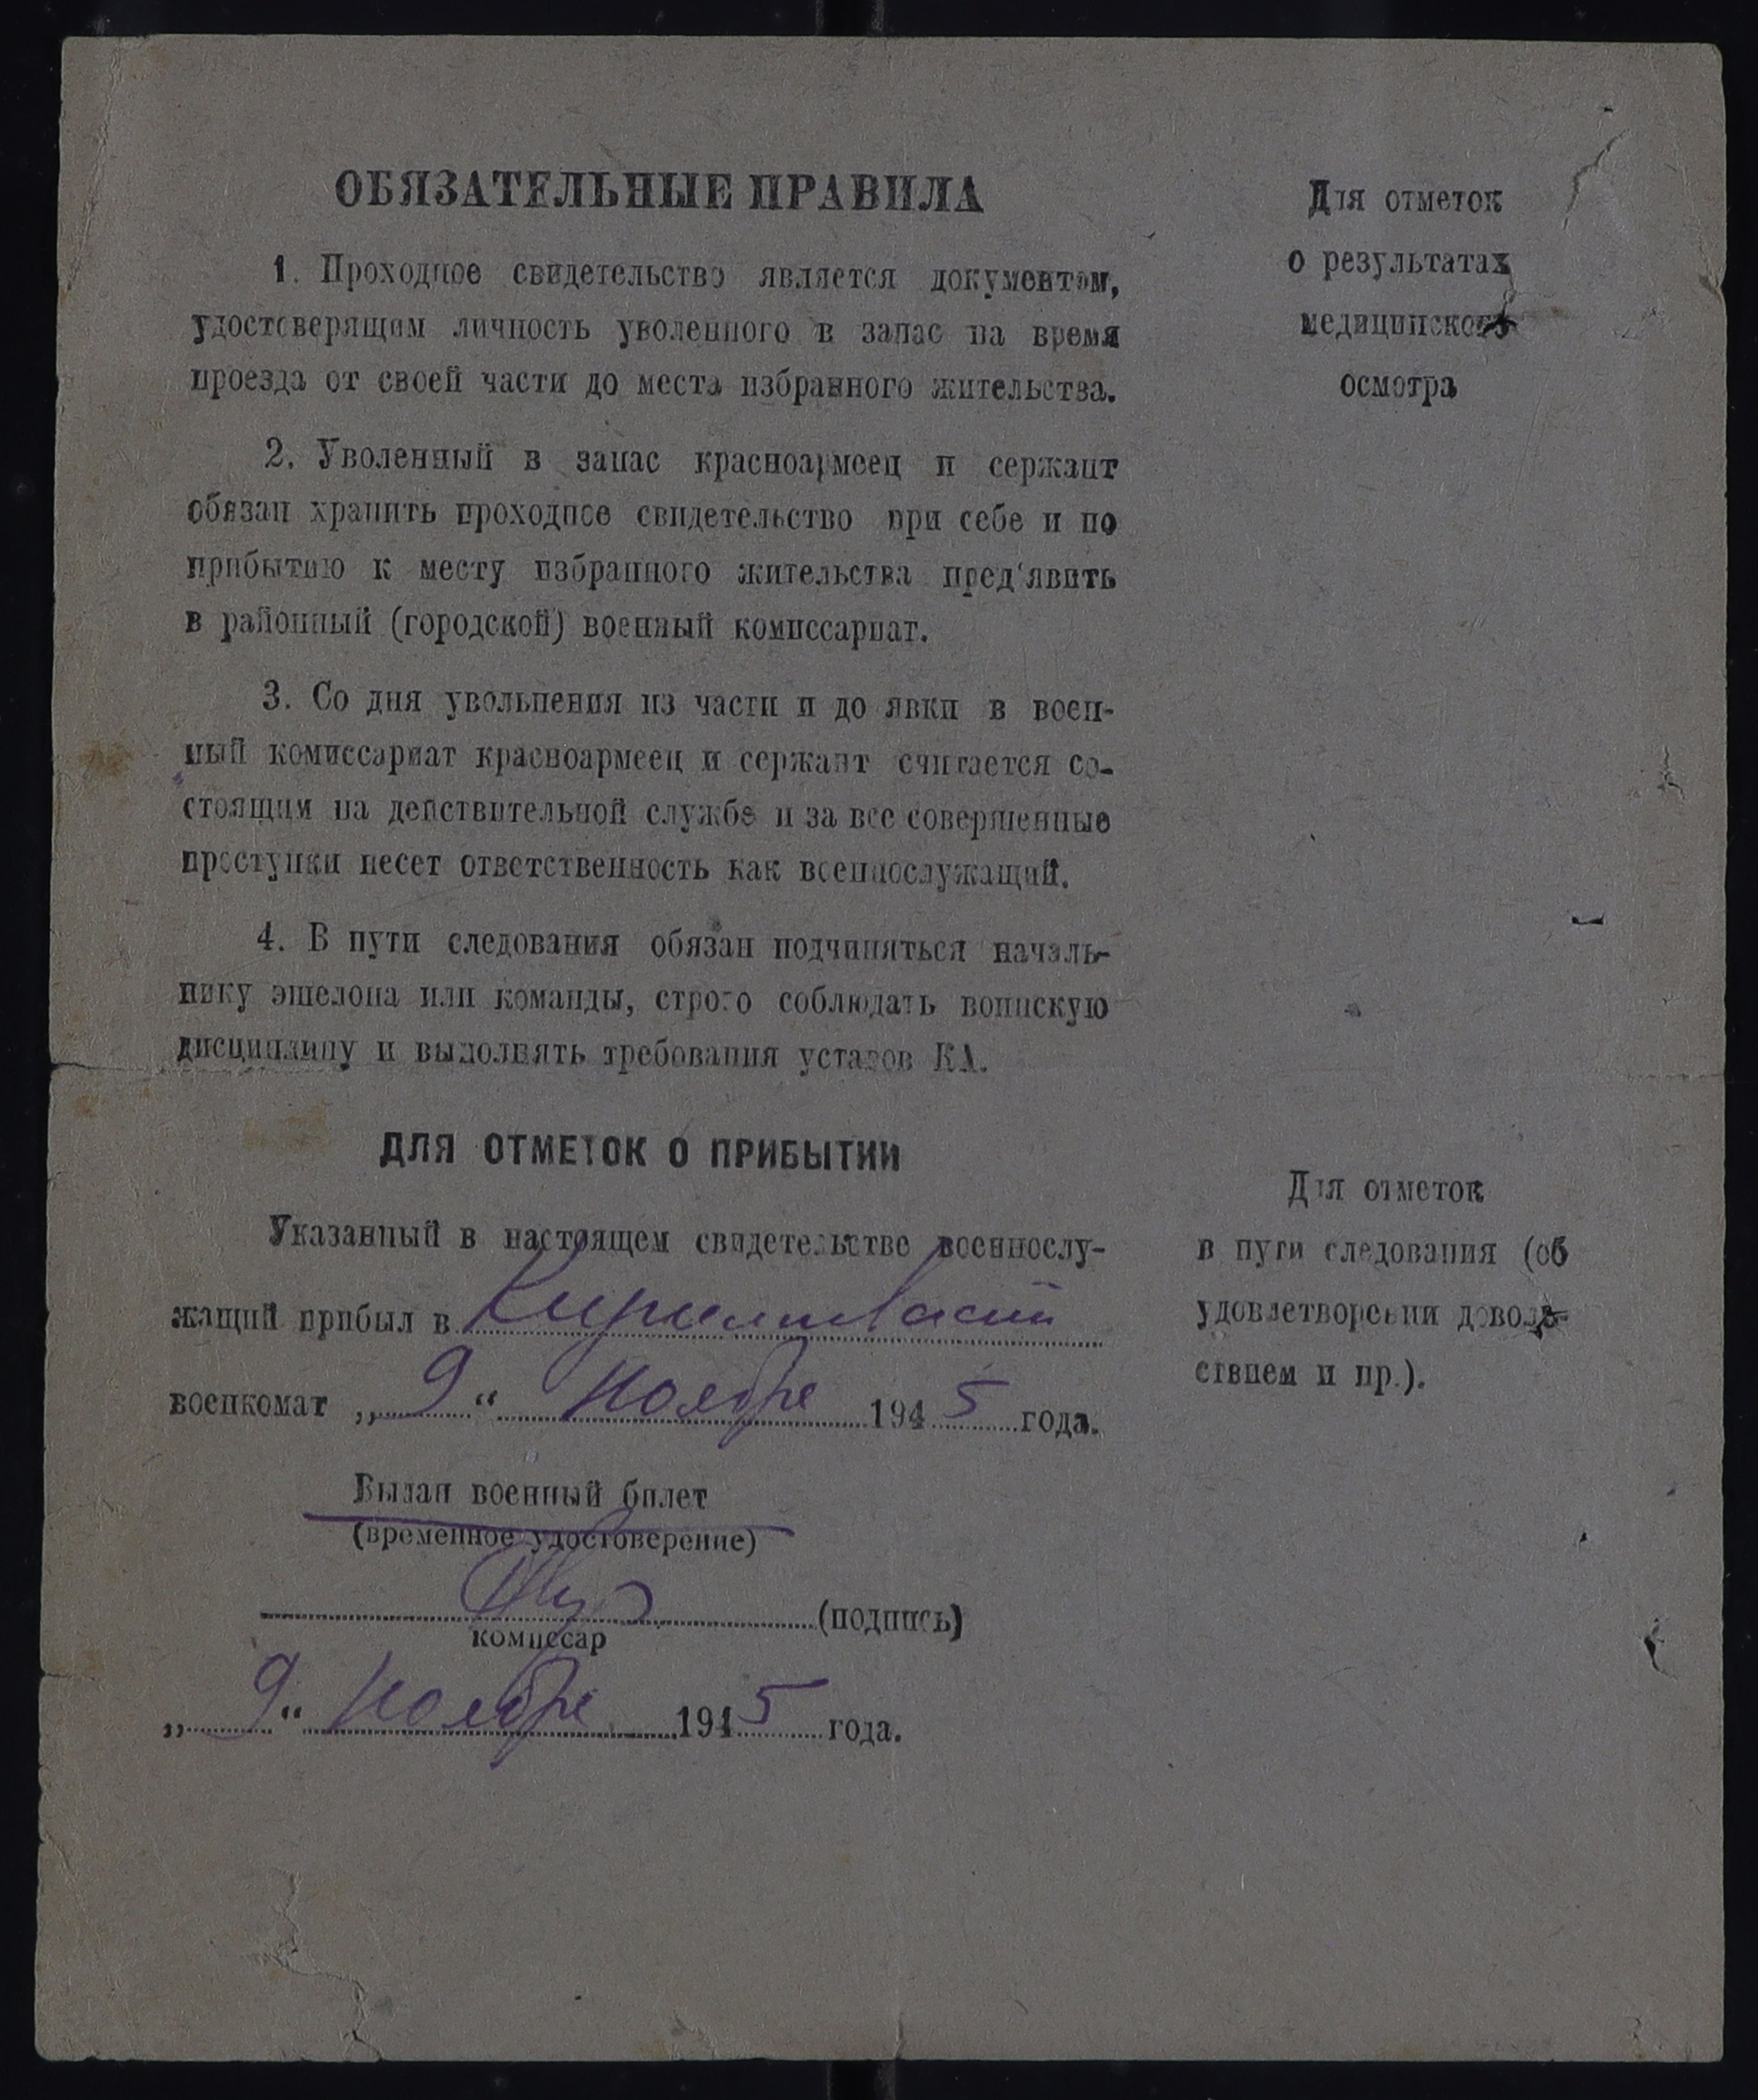 ОБЯЗАТЕЛЬНЫЕ ПРАВИЛА
1. Проходное свидетельство является документом,
удостоверящим личность уволенного в запас на время
проезда от своей части до места избранного жительства.
2. Уволенный в запас красноармеец и сержант
обязан хранить проходное свидетельство при себе и по
прибытию к месту избранного жительства пред'явить
в районный (городской) военный комиссариат.
3. Со дня увольнения из части и до явки в воен-
ный комиссариат красноармеец и сержант считается со-
стоящим на действительной службе и за все совершенные
проступки несет ответственность как военнослужащий.
4. В пути следования обязан подчиняться началь-
нику эшелона или команды, строго соблюдать воинскую
дисциплину и выполнять требования уставов КА.
ДЛЯ ОТМЕТОК О ПРИБЫТИИ
Указанный в настоящем свидетельстве военнослу-
жащий прибыл в
военкомат „9“ Ноября 1945 года.
Выдан военный билет
(временное удостоверение)
(подпись)
комиссар
„9“ Ноября 1945 года.
Для отметок
о результатах
медицинского
осмотра
Для отметок
в пути следования (об
удовлетворении доволь-
ствием и пр.).